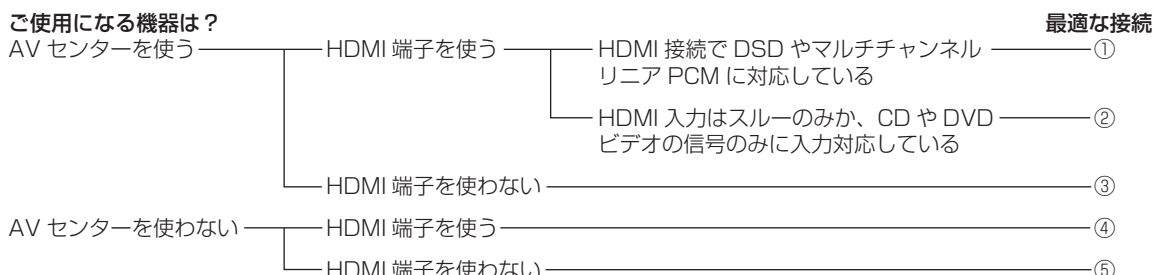 ご使用になる機器は？ 最適な接続
AV センターを使う HDMI 端子を使う HDMI 接続で DSD やマルチチャンネル ①
リニア PCM に対応している
HDMI 入力はスルーのみか、CD や DVD ②
ビデオの信号のみに入力対応している
HDMI 端子を使わない ③
AV センターを使わない HDMI 端子を使う ④
HDMI 端子を使わない ⑤